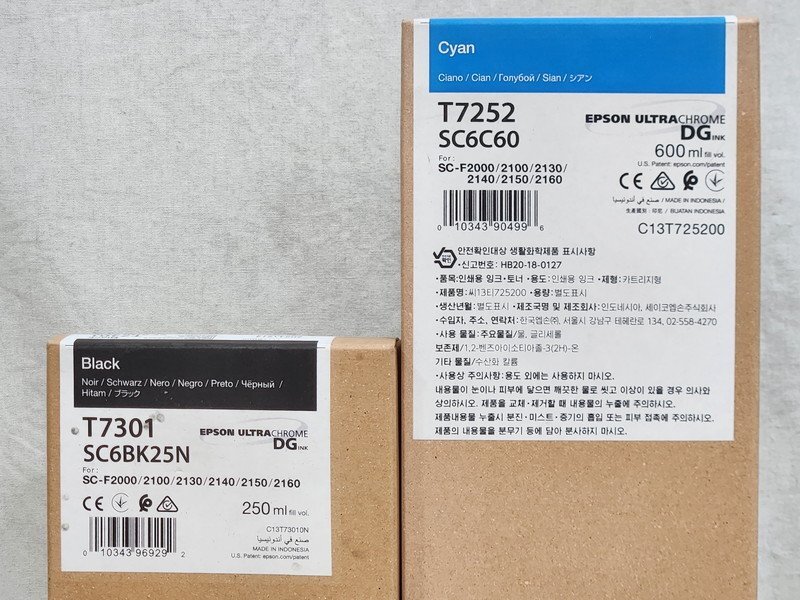 Cyan
Ciano / Cian / Голубой / Sian / シアン
T7252
SC6C60
EPSON ULTRACHROME
DG INK
600 ml fill vol.
U.S. Patent: epson.com/patent
For :
SC-F2000/2100/2130/
2140/2150/2160
CE
صنع في أندونيسيا / MADE IN INDONESIA /
生產國別 : 印尼 / BUATAN INDONESIA
0 10343 90499 6
C13T725200
안전확인대상 생활화학제품 표시사항
•신고번호: HB20-18-0127
•품목:인쇄용 잉크•토너 •용도:인쇄용 잉크 •제형:카트리지형
•제품명:씨13티725200 •용량:별도표시
•생산년월:별도표시 •제조국명 및 제조회사:인도네시아, 세이코엡손주식회사
•수입자, 주소, 연락처:한국엡손㈜, 서울시 강남구 테헤란로 134, 02-558-4270
•사용 물질:주요물질/물, 글리세롤
보존제/1,2-벤즈아이소티아졸-3(2H)-온
기타 물질/수산화 칼륨
•사용상 주의사항:용도 외에는 사용하지 마시오.
내용물이 눈이나 피부에 닿으면 깨끗한 물로 씻고 이상이 있을 경우 의사와
상의하시오. 제품을 교체•제거할 때 내용물의 누출에 주의하시오.
제품내용물 누출시 분진•미스트•증기의 흡입 또는 피부 접촉에 주의하시오.
제품의 내용물을 분무기 등에 담아 분사하지 마시오.
Black
Noir / Schwarz / Nero / Negro / Preto / Чёрный /
Hitam / ブラック
T7301
SC6BK25N
EPSON ULTRACHROME
DG INK
For :
SC-F2000/2100/2130/2140/2150/2160
CE
250 ml fill vol.
C13T73010N
صنع في أندونيسيا
MADE IN INDONESIA
U.S. Patent: epson.com/patent
0 10343 96929 2